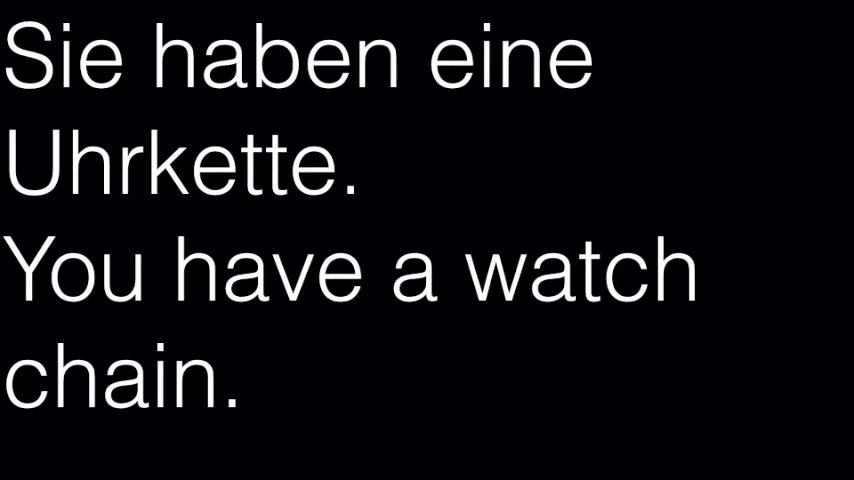 Sie haben eine
Uhrkette.
You have a watch
chain.